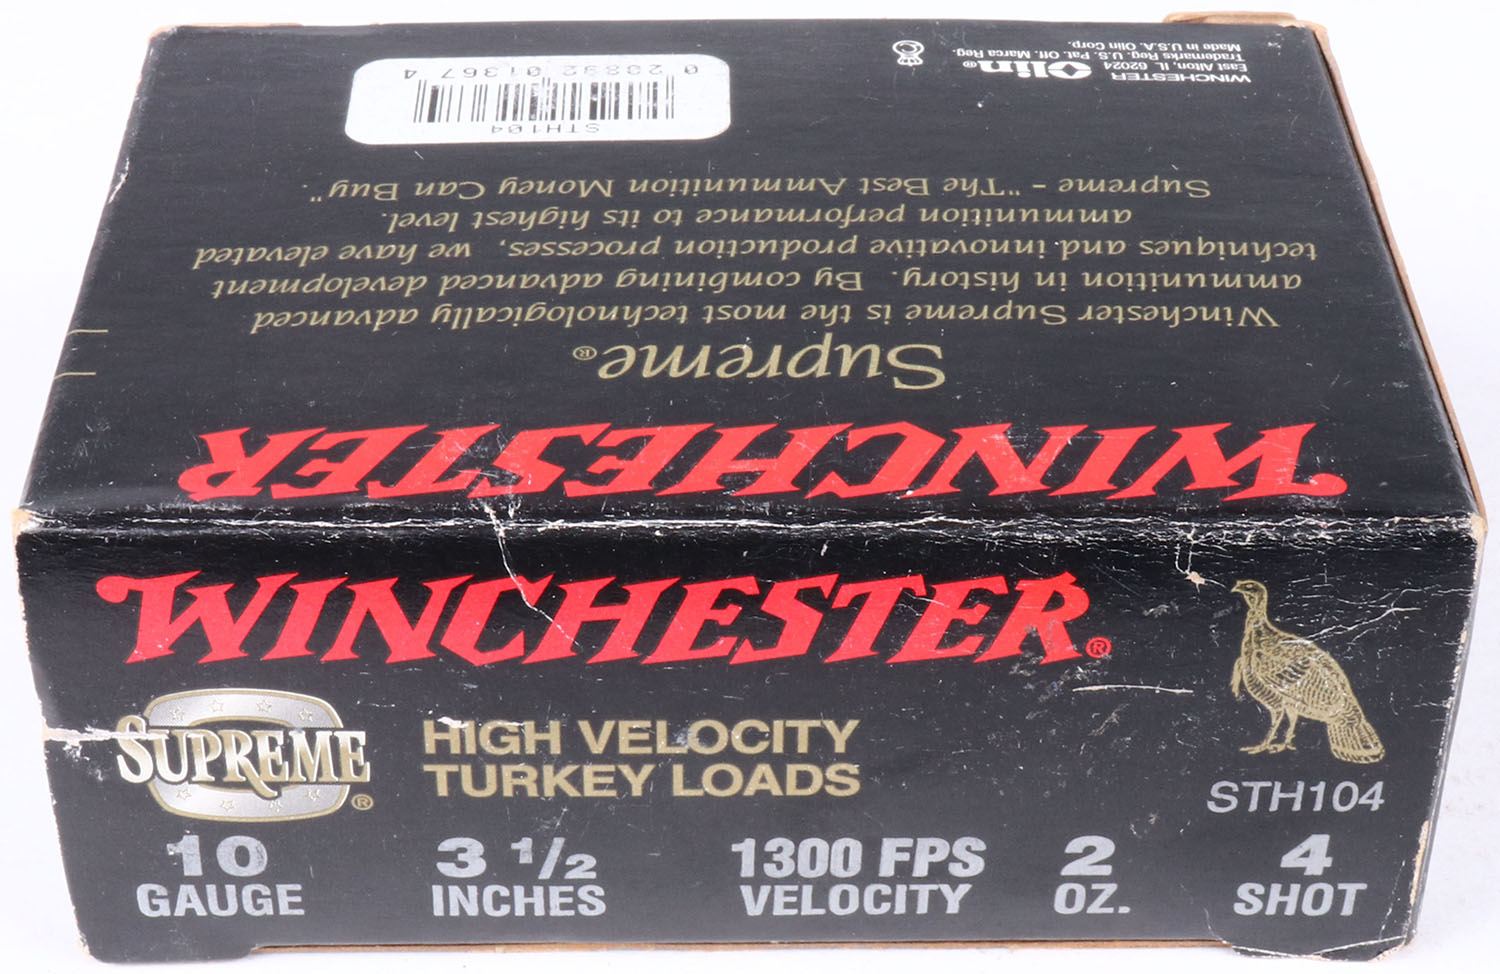 WINCHESTER®
SUPREME®
HIGH VELOCITY
TURKEY LOADS
STH104
10 GAUGE
3 1/2 INCHES
1300 FPS VELOCITY
2 OZ.
4 SHOT
WINCHESTER
Supreme®
Winchester Supreme is the most technologically advanced
ammunition in history. By combining advanced development
techniques and innovative production processes, we have elevated
ammunition performance to its highest level.
Supreme - "The Best Ammunition Money Can Buy".
WINCHESTER Olin®
East Alton, IL 62024
Trademarks Reg. U.S. Pat. Off. Marca Reg.
Made in U.S.A. Olin Corp.
STH104
0 20892 01367 4